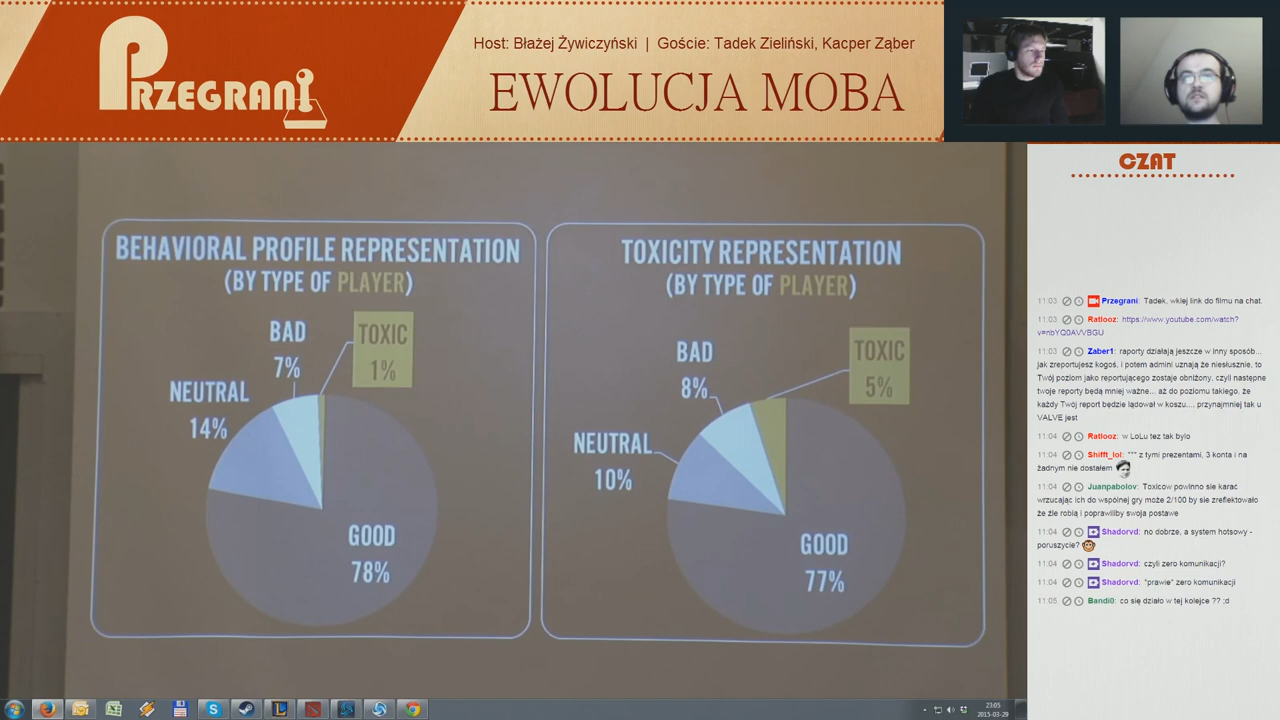 PRZEGRANI
Host: Błażej Żywiczyński | Goście: Tadek Zieliński, Kacper Ząber
EWOLUCJA MOBA
BEHAVIORAL PROFILE REPRESENTATION
(BY TYPE OF PLAYER)
BAD
7%
TOXIC
1%
NEUTRAL
14%
GOOD
78%
TOXICITY REPRESENTATION
(BY TYPE OF PLAYER)
BAD
8%
TOXIC
5%
NEUTRAL
10%
GOOD
77%
CZAT
11:03 Przegrani: Tadek, wklej link do filmu na chat.
11:03 Ratlooz: https://www.youtube.com/watch?
v=nbYQ0AVVBGU
11:03 Zaber1: raporty działają jeszcze w inny sposób...
jak zreportujesz kogoś, i potem admini uznają że niesłusznie, to
Twój poziom jako reportującego zostaje obniżony, czyli następne
twoje reporty będą mniej ważne... aż do poziomu takiego, że
każdy Twój report będzie lądował w koszu.... przynajmniej tak u
VALVE jest
11:04 Ratlooz: w LoLu tez tak bylo
11:04 Shifft_lol: *** z tymi prezentami, 3 konta i na
żadnym nie dostałem
11:04 Juanpabolov: Toxicow powinno sie karać
wrzucając ich do wspólnej gry może 2/100 by sie zreflektowało
że źle robią i poprawiliby swoja postawe
11:04 Shadorvd: no dobrze, a system hotsowy -
poruszycie?
11:04 Shadorvd: czyli zero komunikacji?
11:04 Shadorvd: *prawie* zero komunikacji
11:05 Bandi0: co się działo w tej kolejce ?? ;d
23:05
2015-03-29